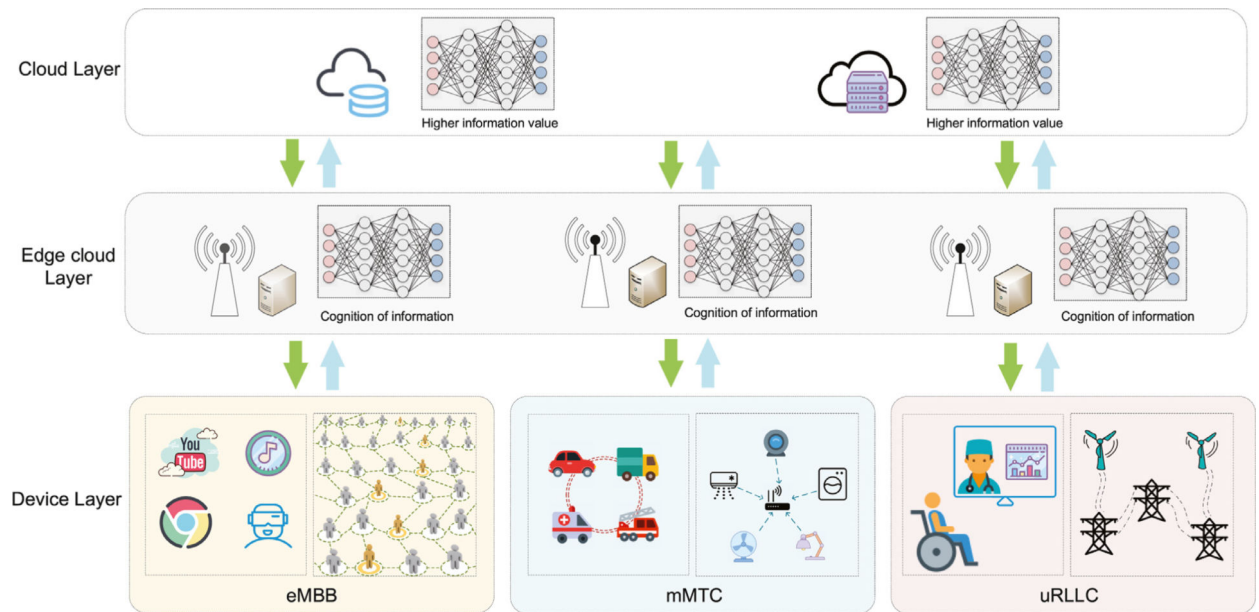 Cloud Layer
Higher information value
Higher information value
Edge cloud
Layer
Cognition of information
Cognition of information
Cognition of information
Device Layer
You
Tube
eMBB
mMTC
uRLLC